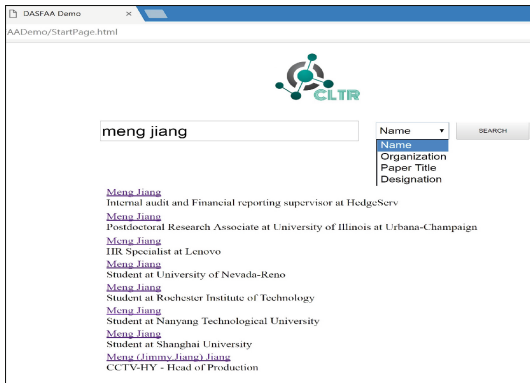 DASFAA Demo ×
AADemo/StartPage.html
CLTR
meng jiang Name ▼ SEARCH
Name
Organization
Paper Title
Designation
Meng Jiang
Internal audit and Financial reporting supervisor at HedgeServ
Meng Jiang
Postdoctoral Research Associate at University of Illinois at Urbana-Champaign
Meng Jiang
HR Specialist at Lenovo
Meng Jiang
Student at University of Nevada-Reno
Meng Jiang
Student at Rochester Institute of Technology
Meng Jiang
Student at Nanyang Technological University
Meng Jiang
Student at Shanghai University
Meng (Jimmy.Jiang) Jiang
CCTV-HY - Head of Production